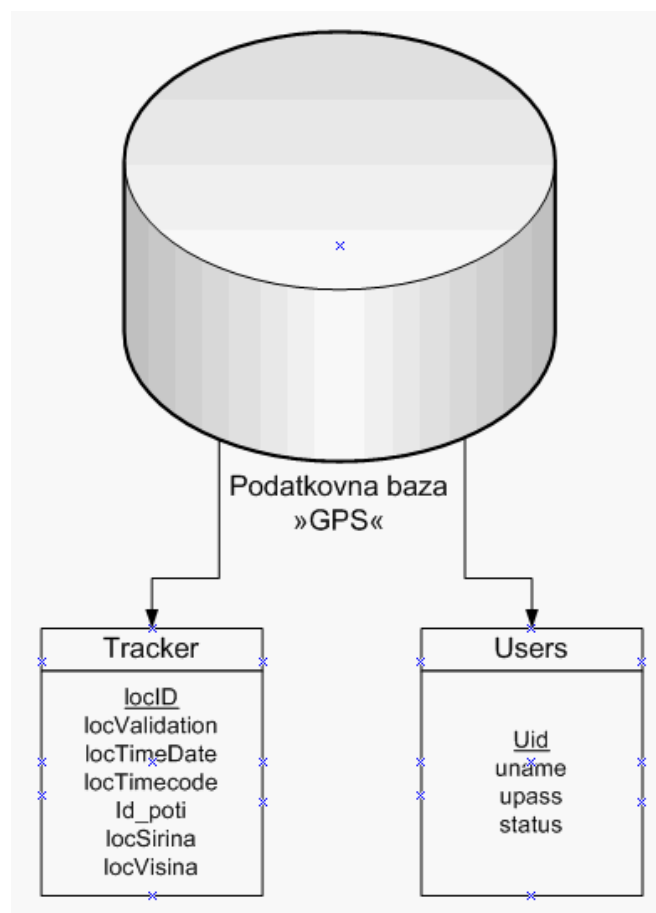 Podatkovna baza
»GPS«
Tracker
locID
locValidation
locTimeDate
locTimecode
Id_poti
locSirina
locVisina
Users
Uid
uname
upass
status